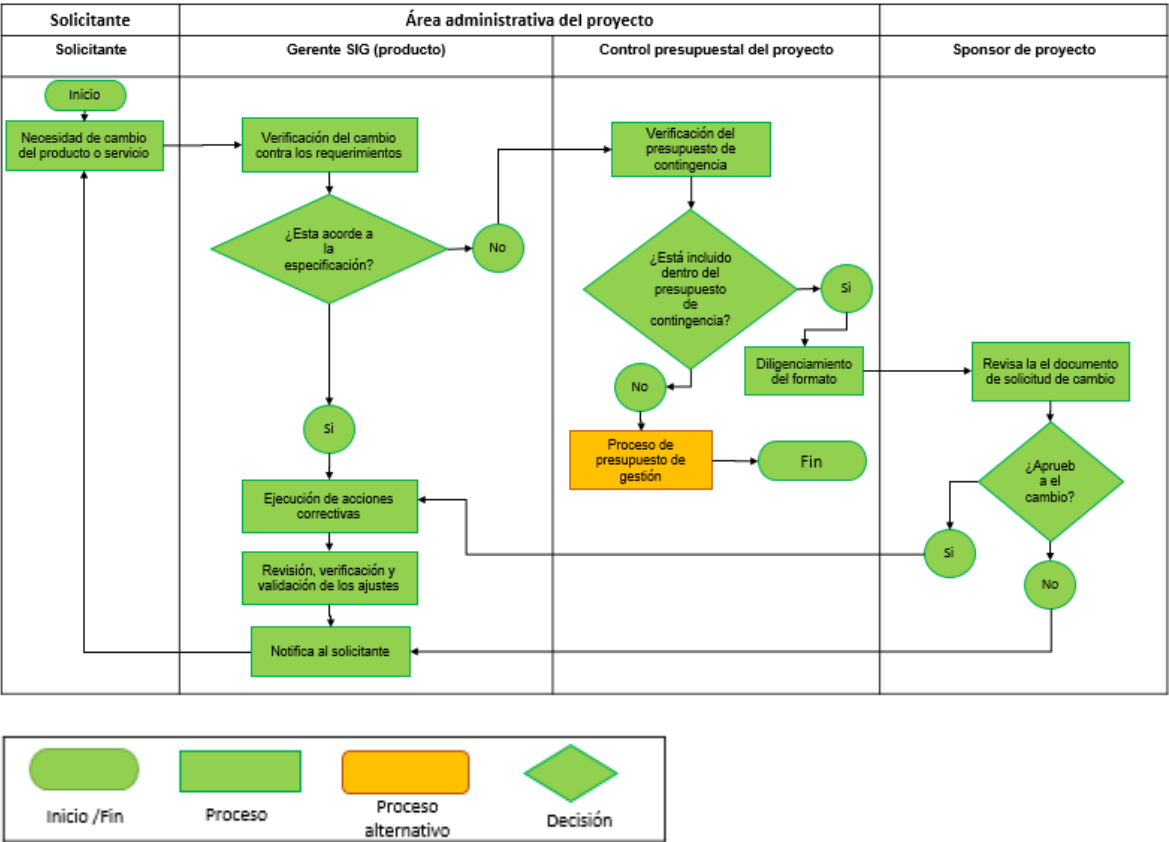 Solicitante
Área administrativa del proyecto
Solicitante
Gerente SIG (producto)
Control presupuestal del proyecto
Sponsor de proyecto
Inicio
Necesidad de cambio
del producto o servicio
Verificación del cambio
contra los requerimientos
Verificación del
presupuesto de
contingencia
¿Esta acorde a
la
especificación?
No
¿Está incluido
dentro del
presupuesto
de
contingencia?
Si
Diligenciamiento
del formato
Revisa la el documento
de solicitud de cambio
No
Si
Proceso de
presupuesto de
gestión
Fin
¿Aprueb
a el
cambio?
Ejecución de acciones
correctivas
Si
Revisión, verificación y
validación de los ajustes
No
Notifica al solicitante
Inicio /Fin
Proceso
Proceso
alternativo
Decisión